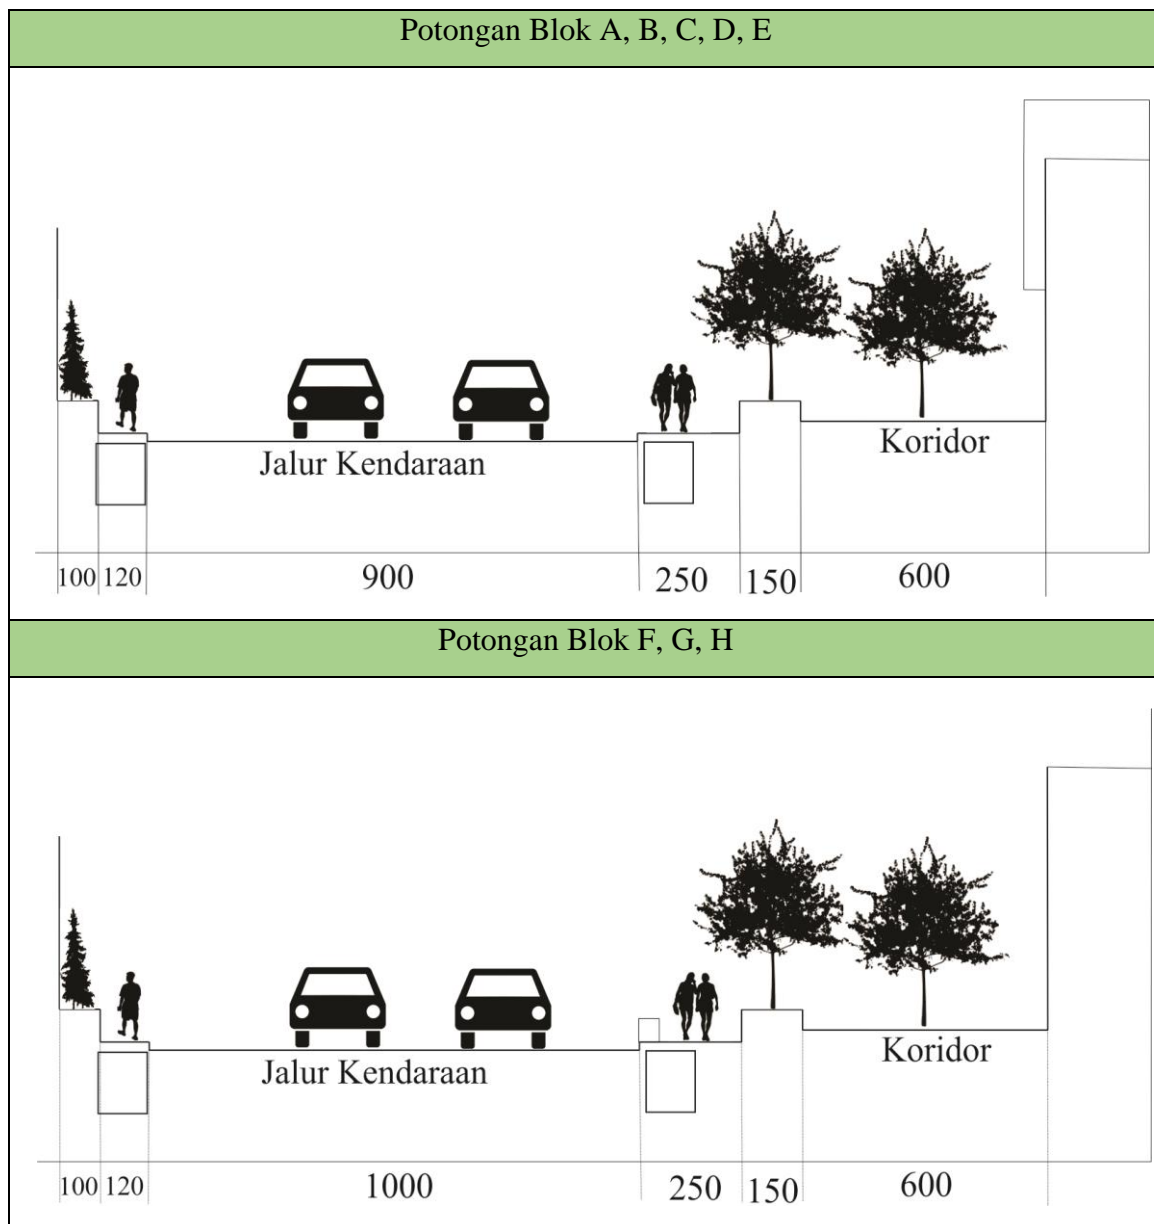 Potongan Blok A, B, C, D, E
Jalur Kendaraan
Koridor
100 120 900 250 150 600
Potongan Blok F, G, H
Jalur Kendaraan
Koridor
100 120 1000 250 150 600